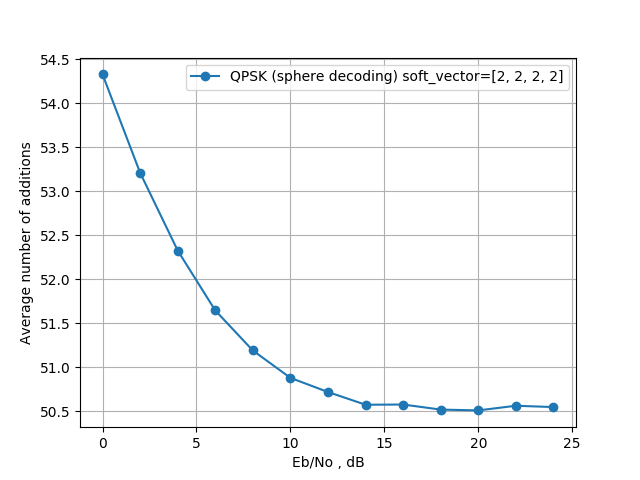 QPSK (sphere decoding) soft_vector=[2, 2, 2, 2]
Average number of additions
54.5
54.0
53.5
53.0
52.5
52.0
51.5
51.0
50.5
0 5 10 15 20 25
Eb/No , dB